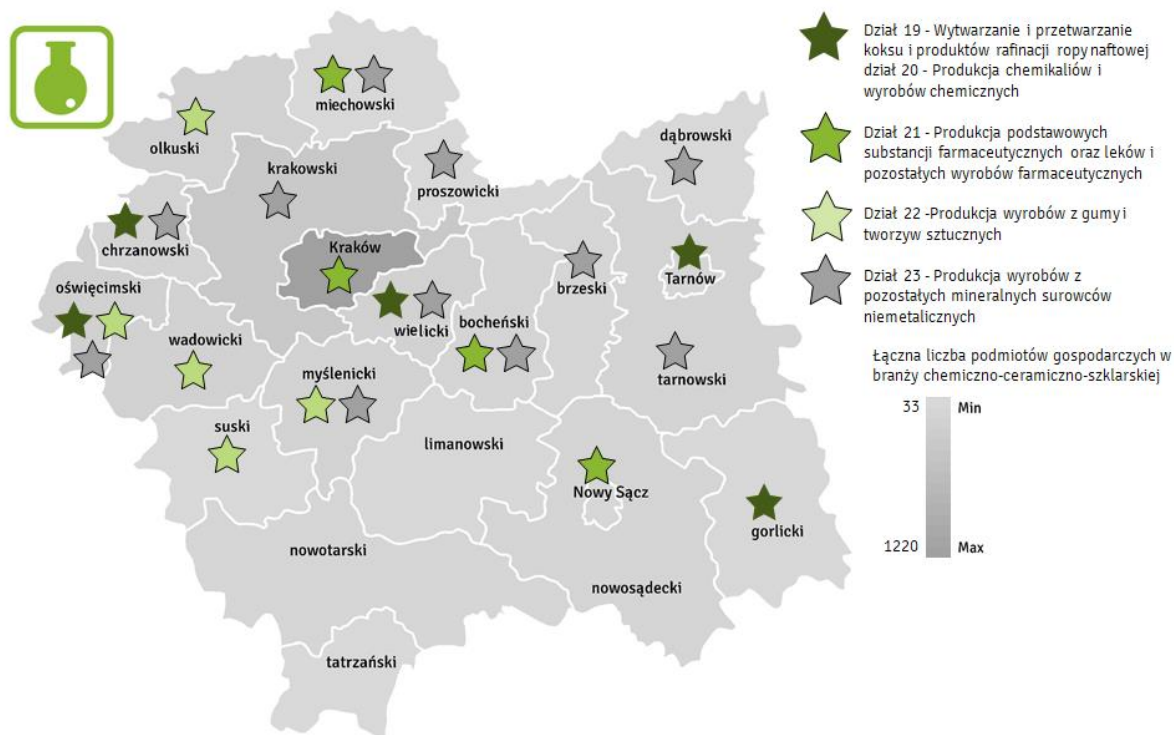 miechowski
olkuski
krakowski
proszowicki
dąbrowski
chrzanowski
Kraków
brzeski
Tarnów
oświęcimski
wielicki
bocheński
wadowicki
myślenicki
tarnowski
suski
limanowski
Nowy Sącz
gorlicki
nowotarski
nowosądecki
tatrzański
Dział 19 - Wytwarzanie i przetwarzanie
koksu i produktów rafinacji ropy naftowej
dział 20 - Produkcja chemikaliów i
wyrobów chemicznych
Dział 21 - Produkcja podstawowych
substancji farmaceutycznych oraz leków i
pozostałych wyrobów farmaceutycznych
Dział 22 -Produkcja wyrobów z gumy i
tworzyw sztucznych
Dział 23 - Produkcja wyrobów z
pozostałych mineralnych surowców
niemetalicznych
Łączna liczba podmiotów gospodarczych w
branży chemiczno-ceramiczno-szklarskiej
33 Min
1220 Max